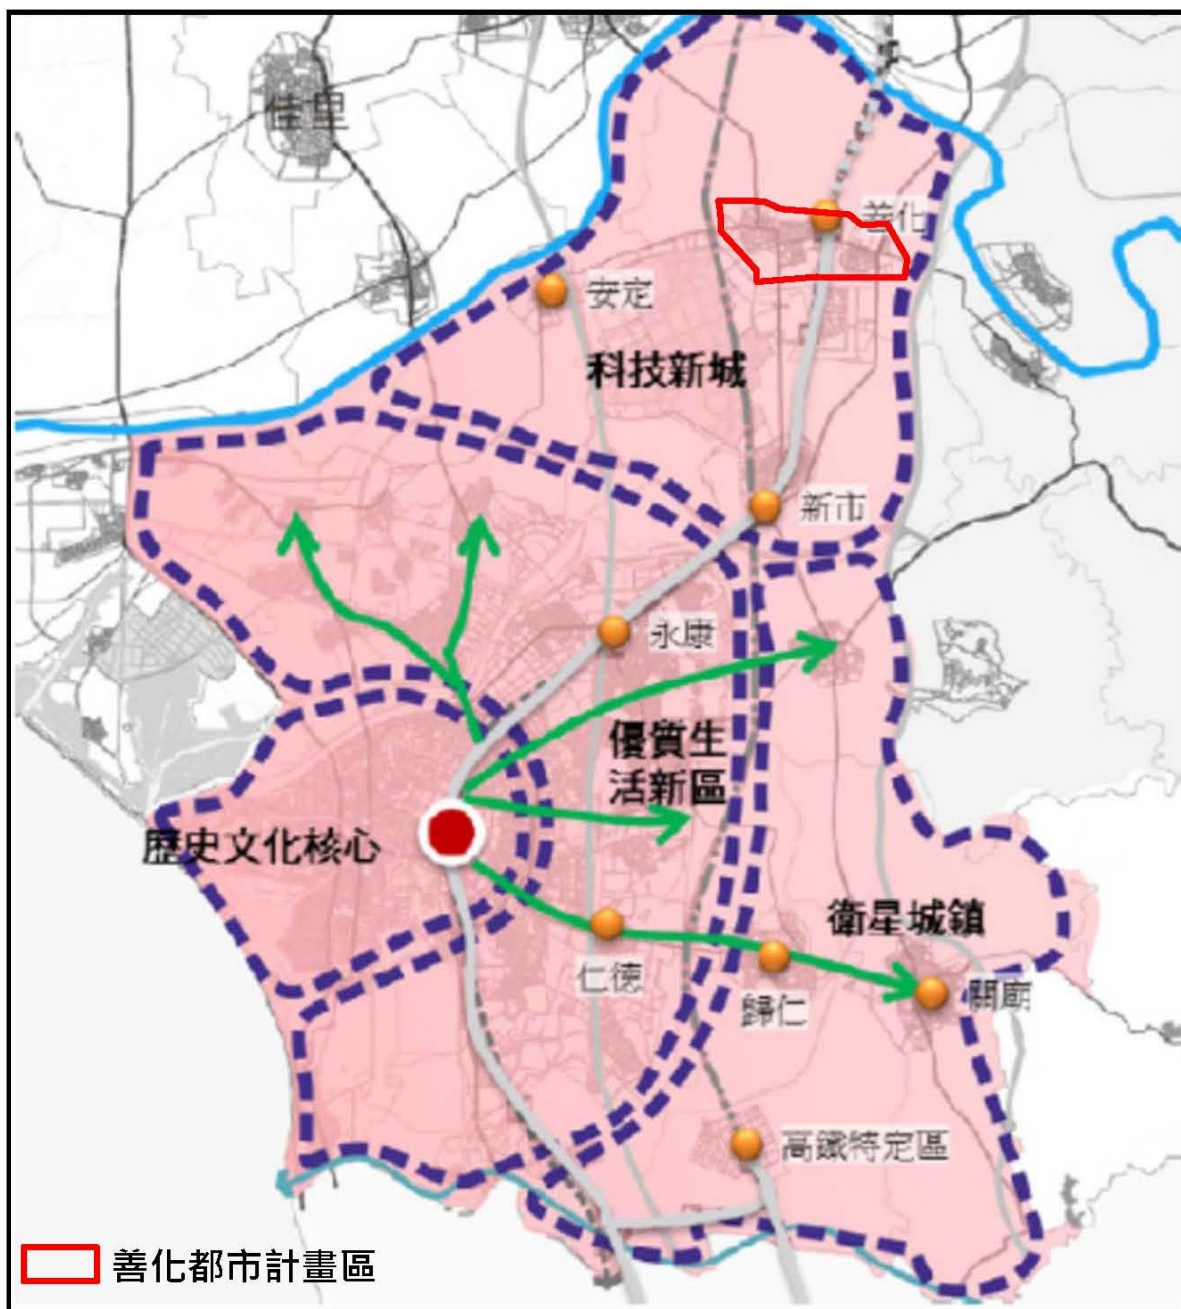 佳里
善化
安定
科技新城
新市
永康
優質生
活新區
歷史文化核心
衛星城鎮
仁德
歸仁
關廟
高鐵特定區
善化都市計畫區